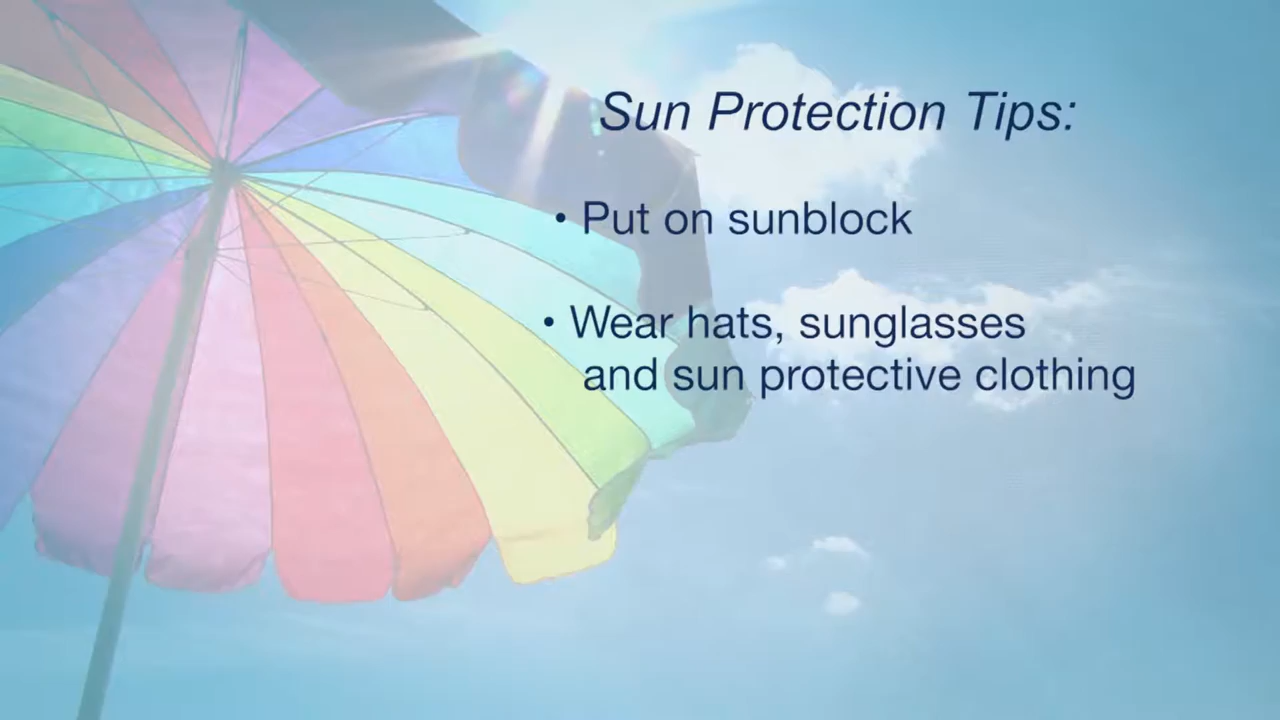 Sun Protection Tips:
• Put on sunblock
• Wear hats, sunglasses
and sun protective clothing